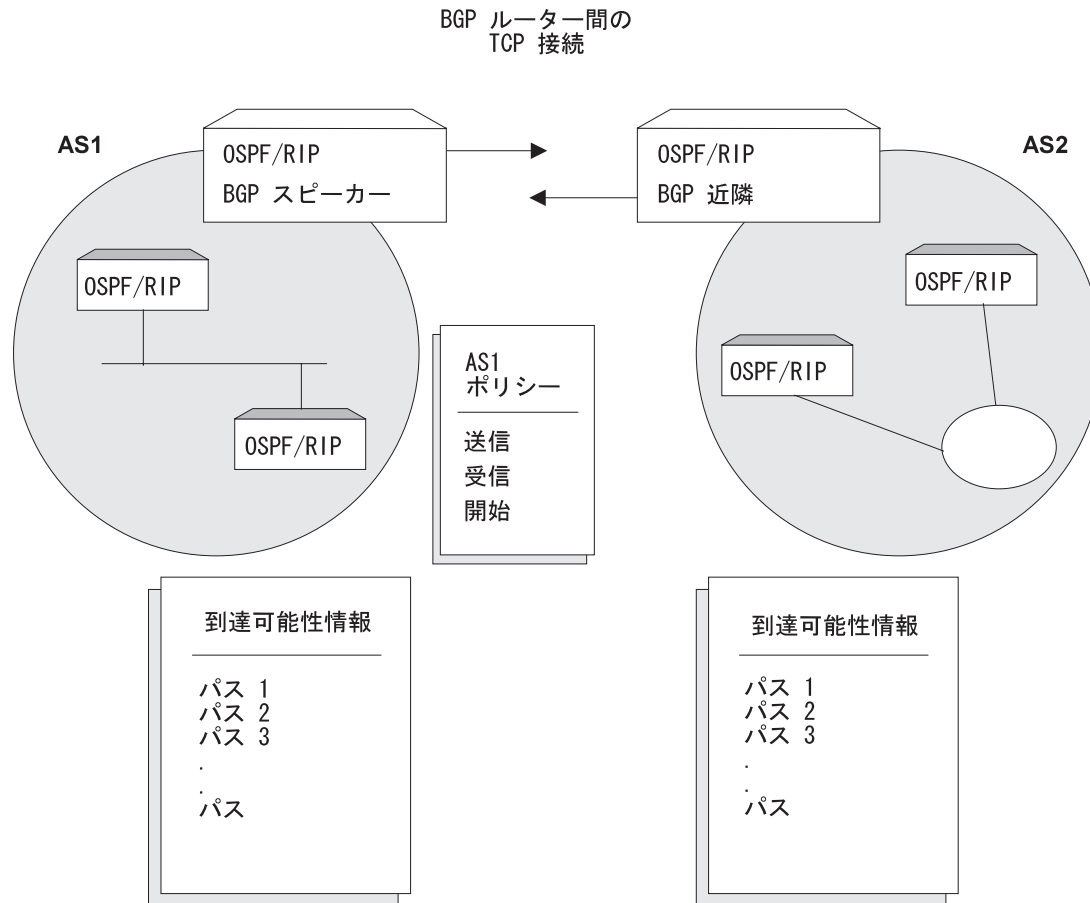 BGP ルーター間の
TCP 接続
AS1
OSPF/RIP
BGP スピーカー
OSPF/RIP
BGP 近隣
AS2
OSPF/RIP
OSPF/RIP
OSPF/RIP
OSPF/RIP
AS1
ポリシー
送信
受信
開始
到達可能性情報
パス 1
パス 2
パス 3
.
.
パス
到達可能性情報
パス 1
パス 2
パス 3
.
.
パス